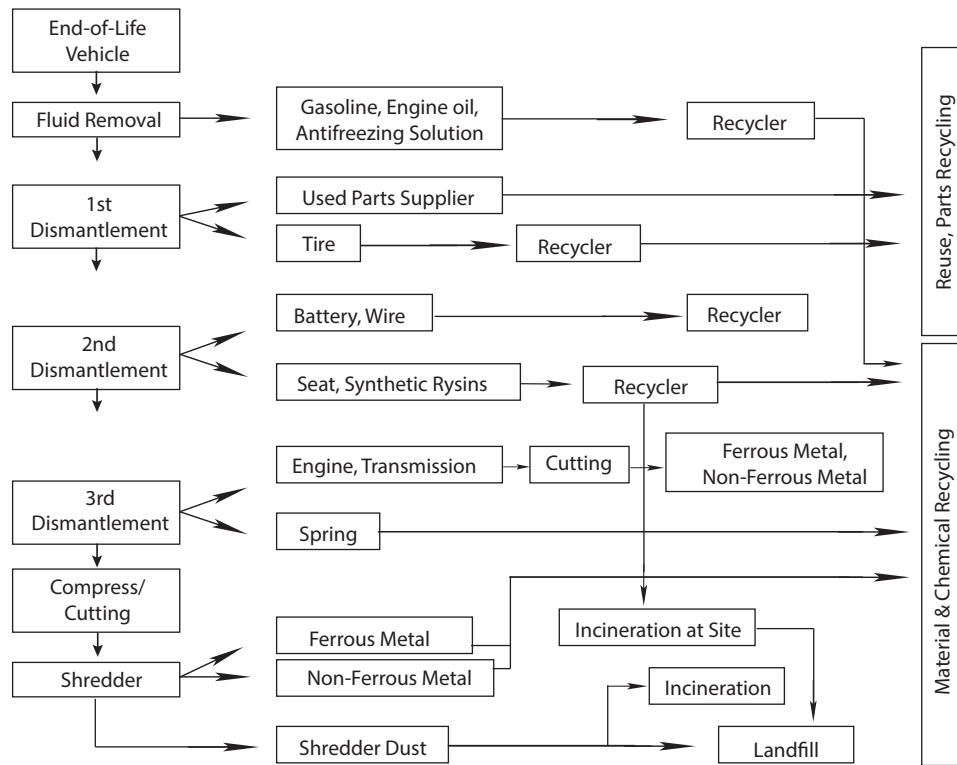 End-of-Life
Vehicle
Fluid Removal
Gasoline, Engine oil,
Antifreezing Solution
Recycler
1st
Dismantlement
Used Parts Supplier
Tire
Recycler
Reuse, Parts Recycling
2nd
Dismantlement
Battery, Wire
Recycler
Seat, Synthetic Rysins
Recycler
3rd
Dismantlement
Engine, Transmission
Cutting
Ferrous Metal,
Non-Ferrous Metal
Spring
Material & Chemical Recycling
Compress/
Cutting
Ferrous Metal
Incineration at Site
Shredder
Non-Ferrous Metal
Incineration
Shredder Dust
Landfill